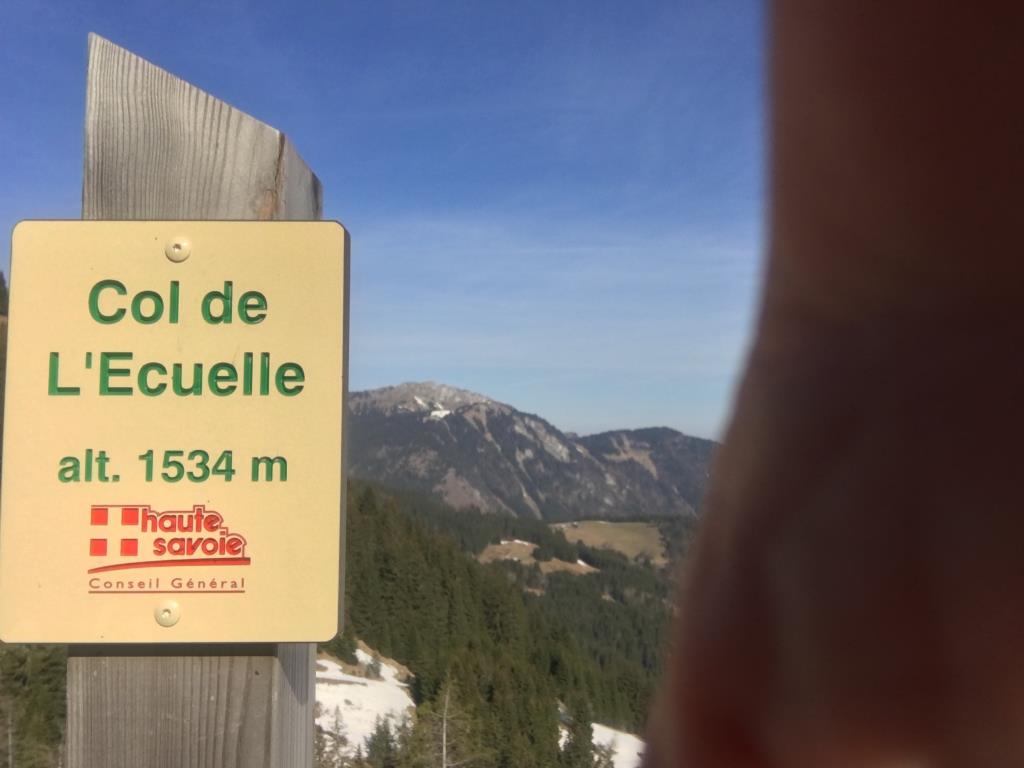 Col de
L'Ecuelle
alt. 1534 m
haute
savoie
Conseil Général